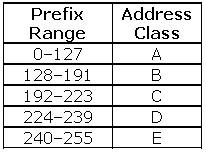 Prefix Range Address Class
0–127 A
128–191 B
192–223 C
224–239 D
240–255 E